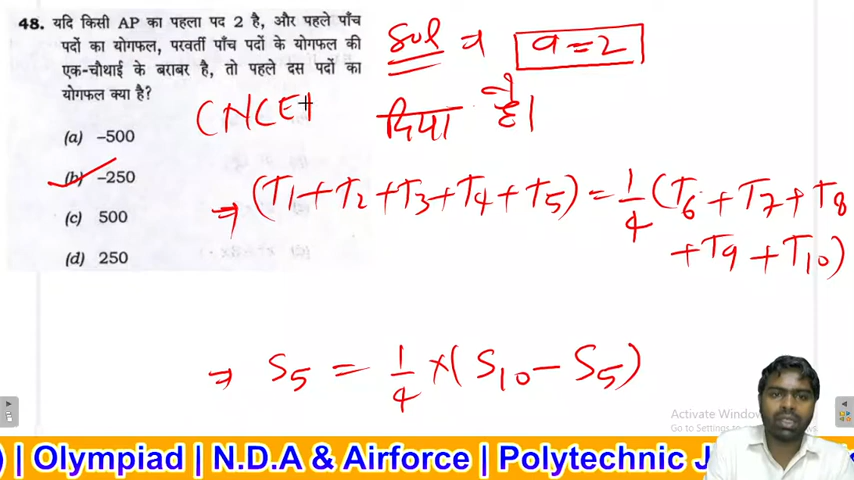 48. यदि किसी AP का पहला पद 2 है, और पहले पाँच
पदों का योगफल, परवर्ती पाँच पदों के योगफल की
एक-चौथाई के बराबर है, तो पहले दस पदों का
योगफल क्या है?
(a) –500
(b) –250
(c) 500
(d) 250
CNCET
Sol व a = 2
दिया है।
⇒ (T1 + T2 + T3 + T4 + T5) = 1/4 (T6 + T7 + T8
+ T9 + T10)
⇒ S5 = 1/4 × (S10 – S5)
Activate Window
Go to Settings to
) | Olympiad | N.D.A & Airforce | Polytechnic J